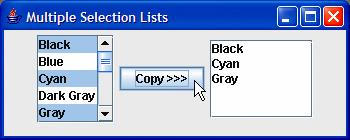 Multiple Selection Lists
Black
Blue
Cyan
Dark Gray
Gray
Copy >>>
Black
Cyan
Gray